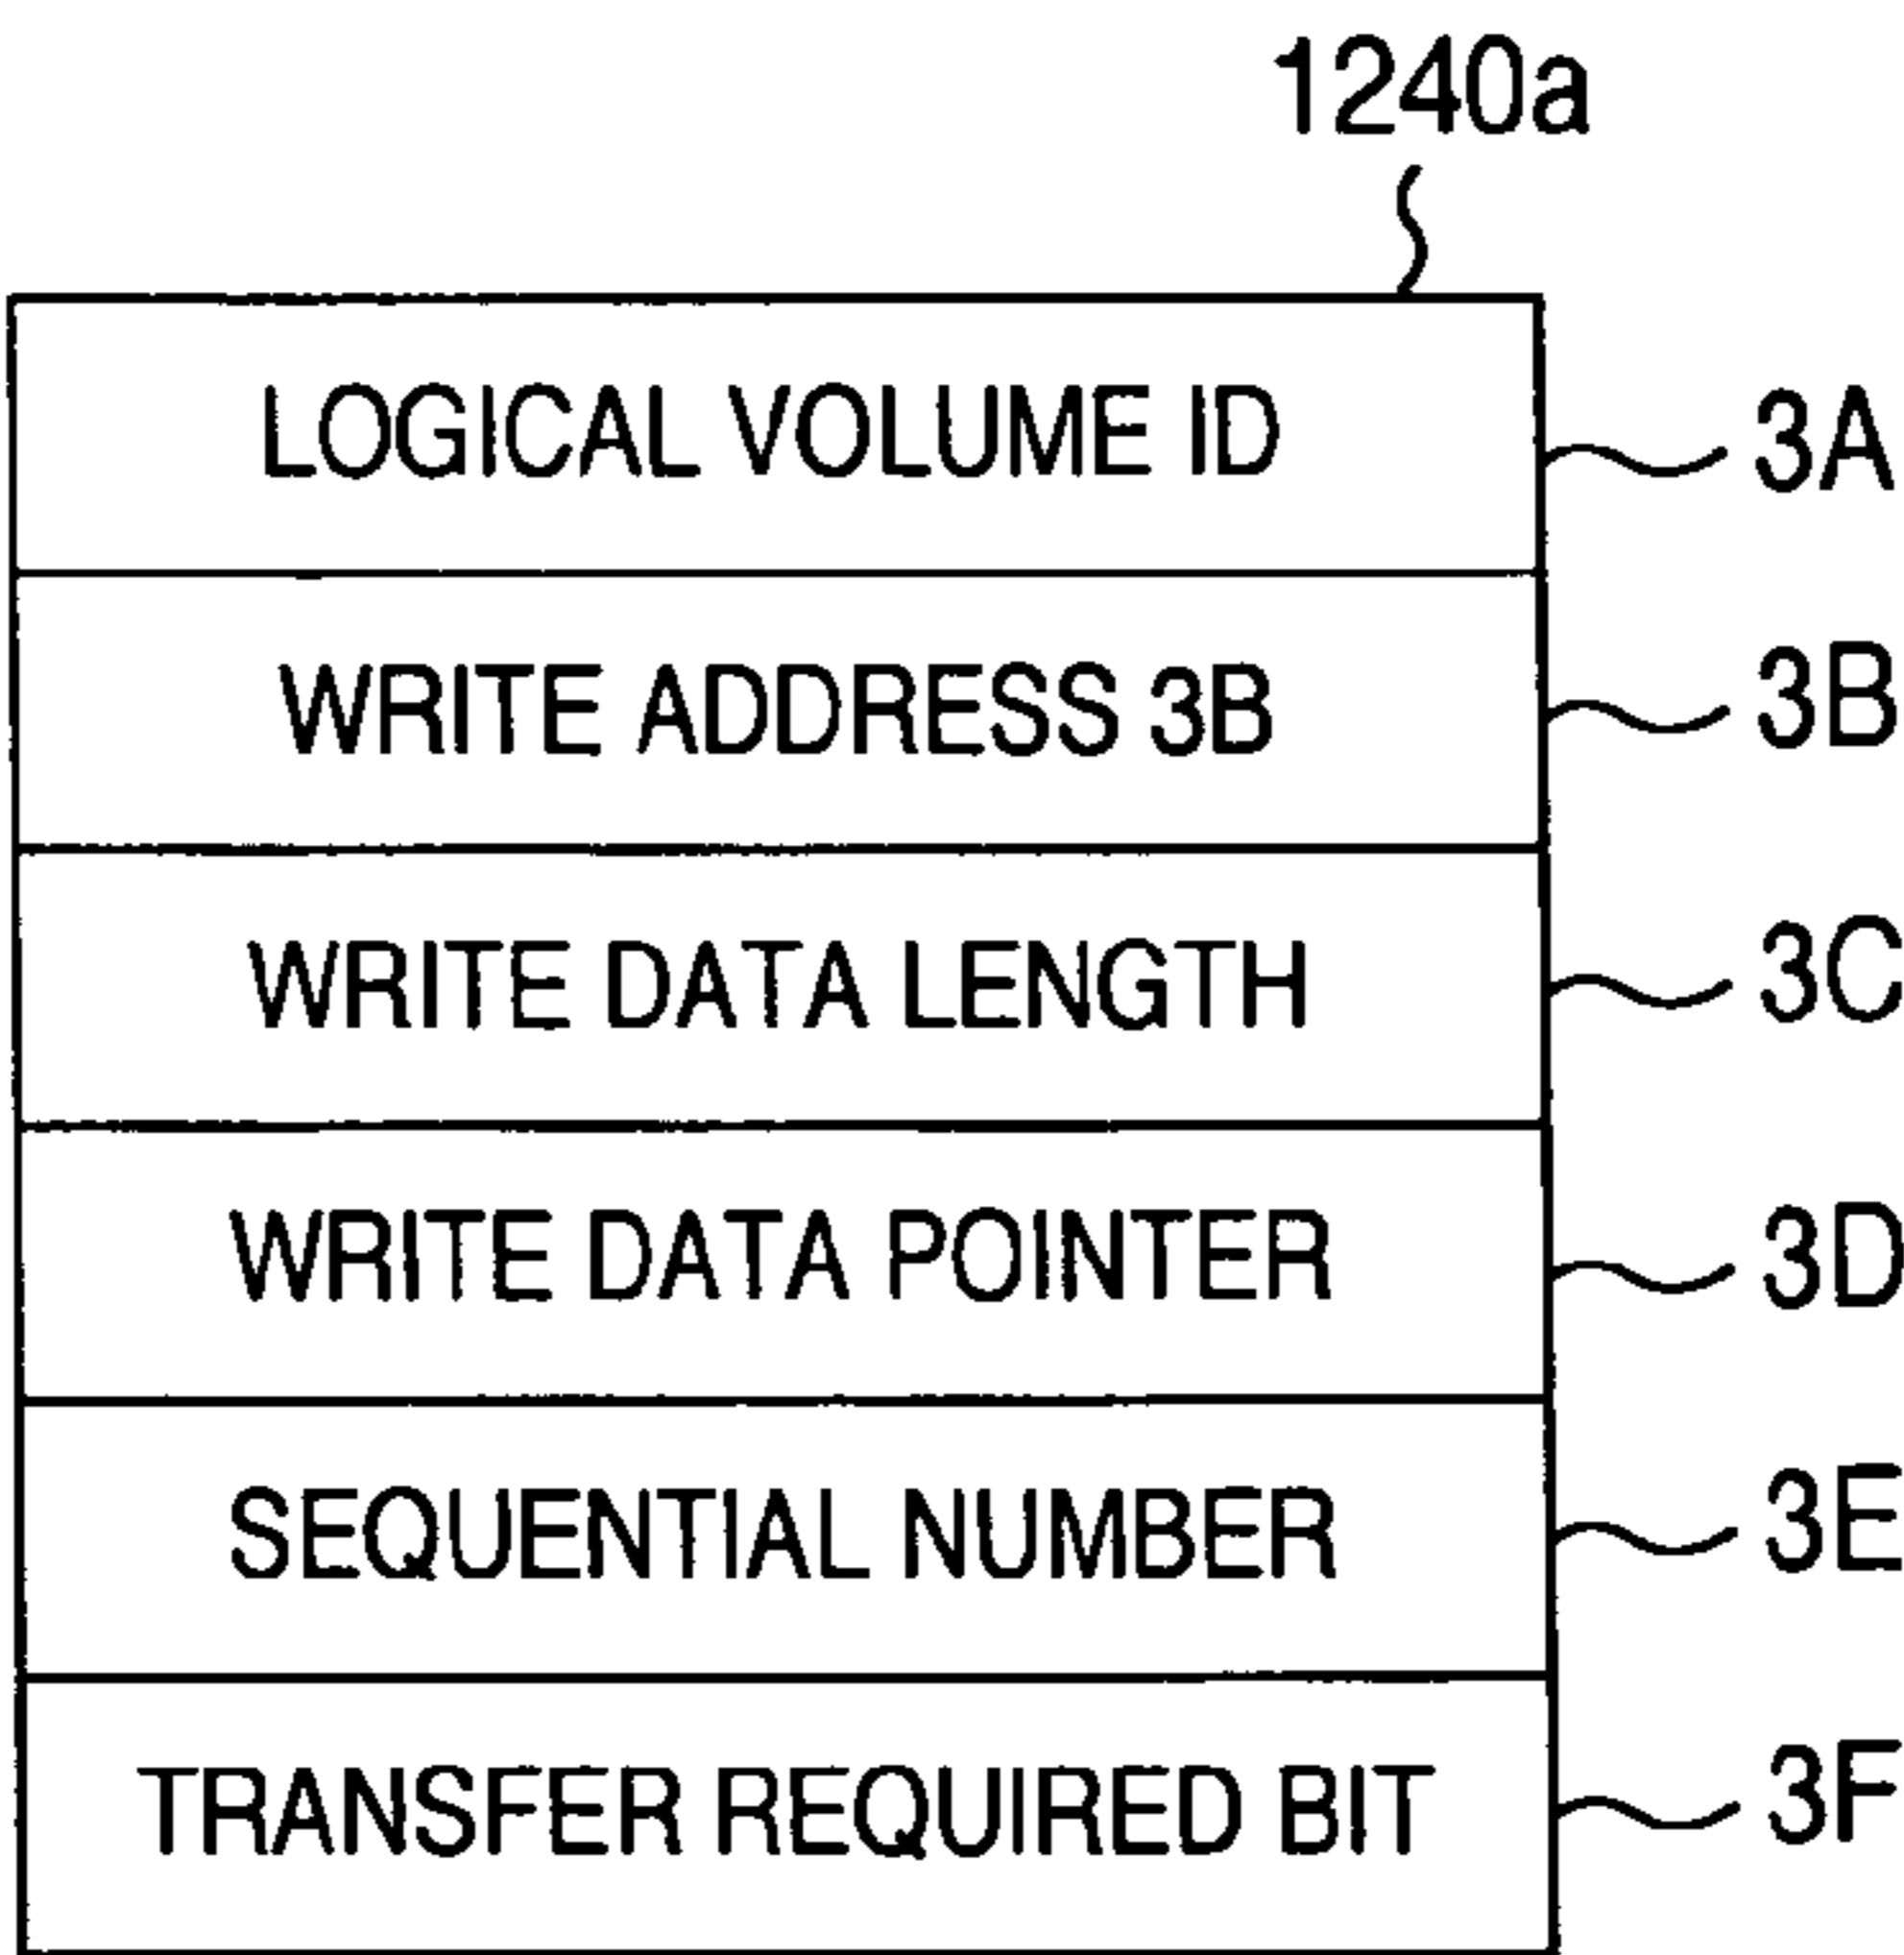 1240a
LOGICAL VOLUME ID 3A
WRITE ADDRESS 3B 3B
WRITE DATA LENGTH 3C
WRITE DATA POINTER 3D
SEQUENTIAL NUMBER 3E
TRANSFER REQUIRED BIT 3F